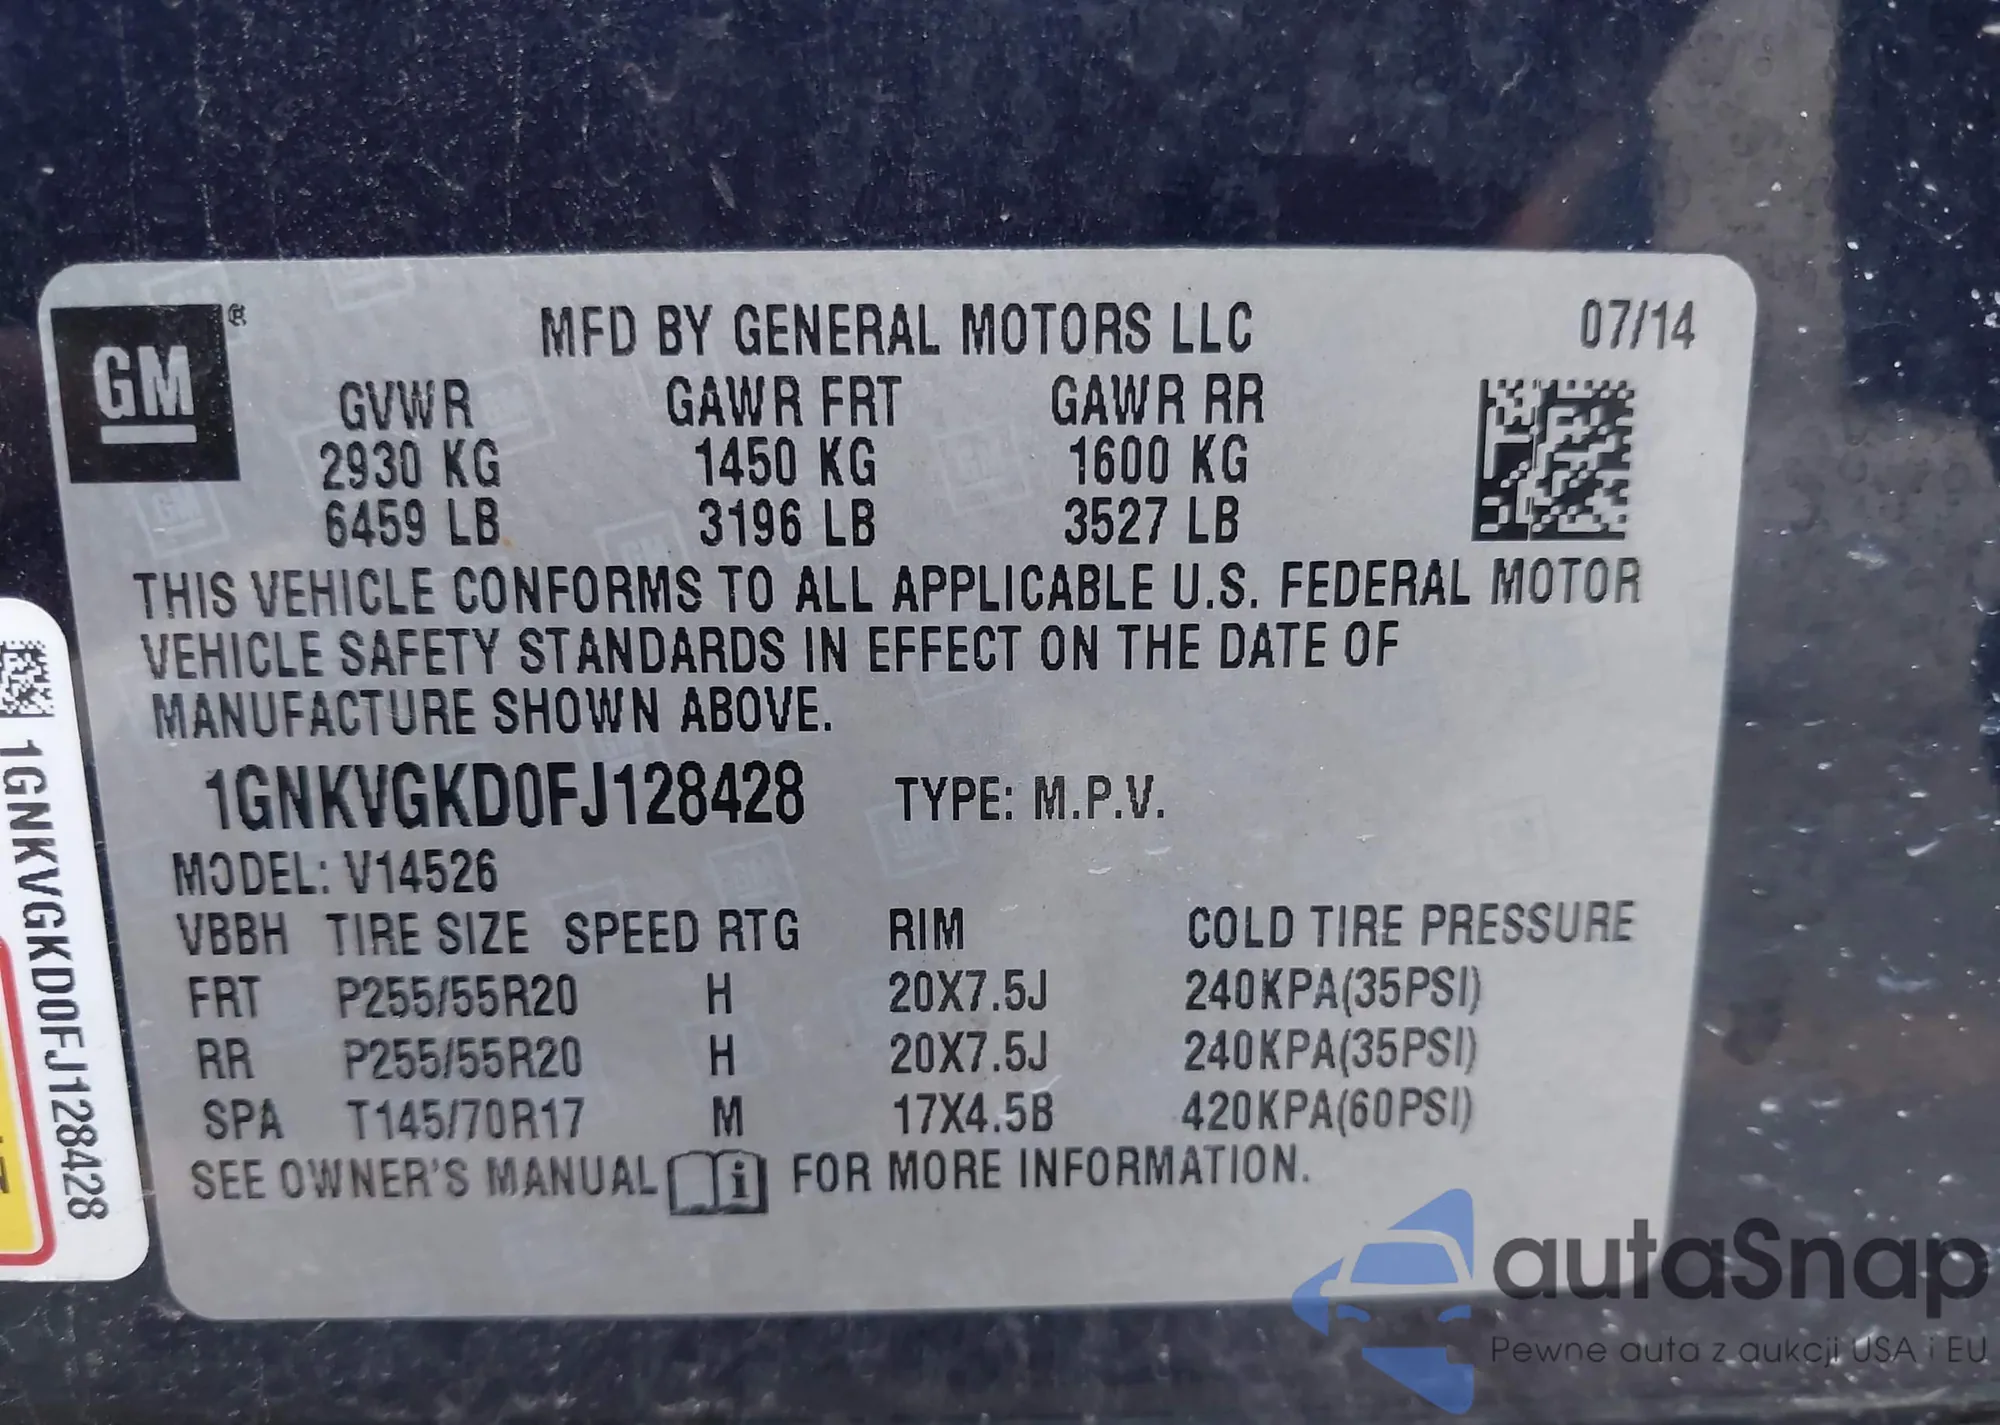 GM ®
MFD BY GENERAL MOTORS LLC 07/14
GVWR GAWR FRT GAWR RR
2930 KG 1450 KG 1600 KG
6459 LB 3196 LB 3527 LB
THIS VEHICLE CONFORMS TO ALL APPLICABLE U.S. FEDERAL MOTOR
VEHICLE SAFETY STANDARDS IN EFFECT ON THE DATE OF
MANUFACTURE SHOWN ABOVE.
1GNKVGKD0FJ128428 TYPE: M.P.V.
MODEL: V14526
VBBH TIRE SIZE SPEED RTG RIM COLD TIRE PRESSURE
FRT P255/55R20 H 20X7.5J 240KPA(35PSI)
RR P255/55R20 H 20X7.5J 240KPA(35PSI)
SPA T145/70R17 M 17X4.5B 420KPA(60PSI)
SEE OWNER'S MANUAL i FOR MORE INFORMATION.
1GNKVGKD0FJ128428
autaSnap
Pewne auta z aukcji USA i EU